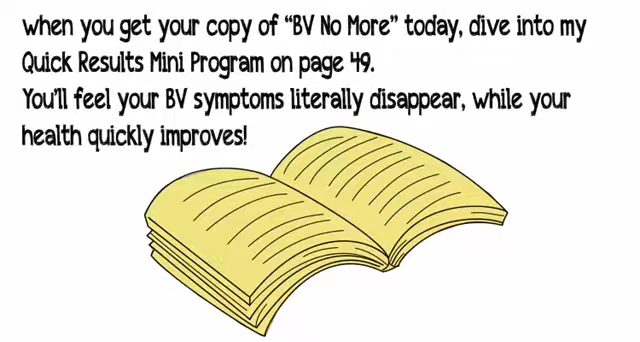 when you get your copy of “BV No More” today, dive into my
Quick Results Mini Program on page 49.
You'll feel your BV symptoms literally disappear, while your
health quickly improves!